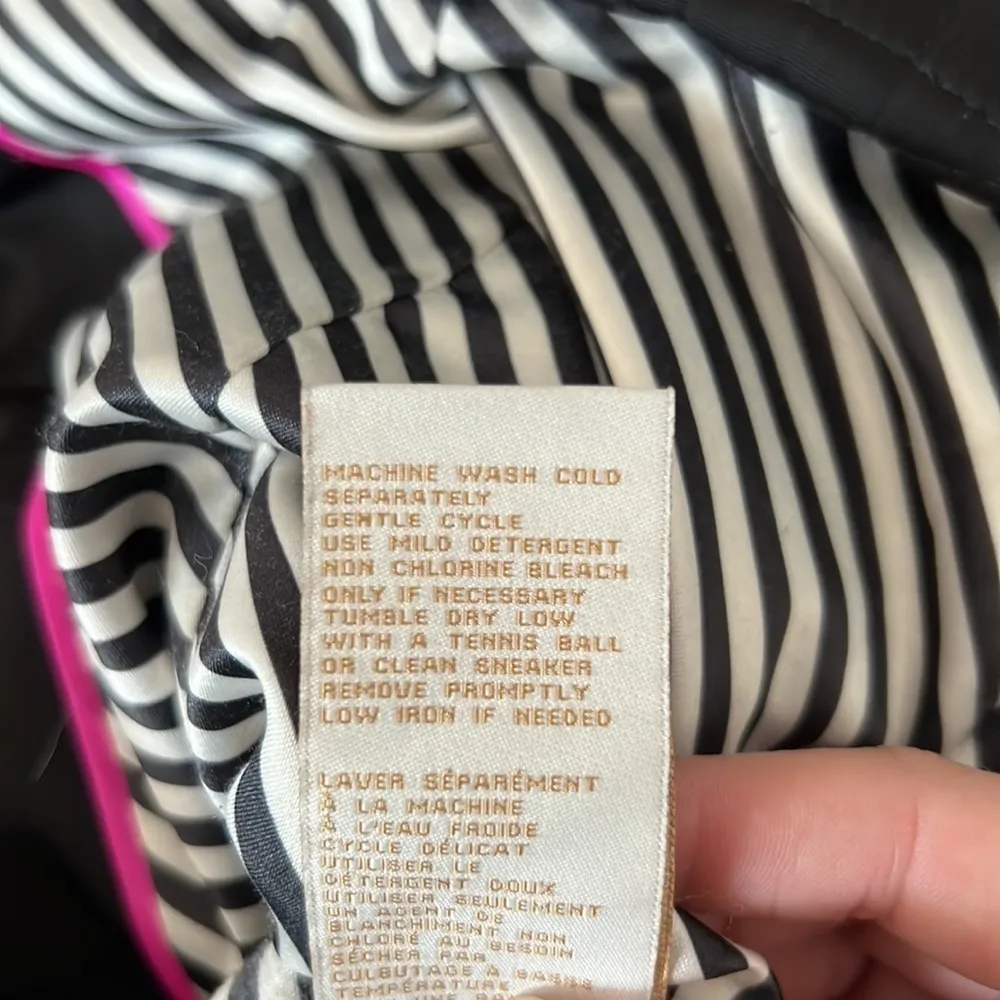 MACHINE WASH COLD
SEPARATELY
GENTLE CYCLE
USE MILD DETERGENT
NON CHLORINE BLEACH
ONLY IF NECESSARY
TUMBLE DRY LOW
WITH A TENNIS BALL
OR CLEAN SNEAKER
REMOVE PROMPTLY
LOW IRON IF NEEDED
LAVER SÉPARÉMENT
À LA MACHINE
À L'EAU FROIDE
CYCLE DÉLICAT
UTILISER LE
DÉTERGENT DOUX
UTILISER SEULEMENT
UN AGENT DE
BLANCHIMENT NON
CHLORÉ AU BESOIN
SÉCHER PAR
CULBUTAGE À BASSE
TEMPÉRATURE